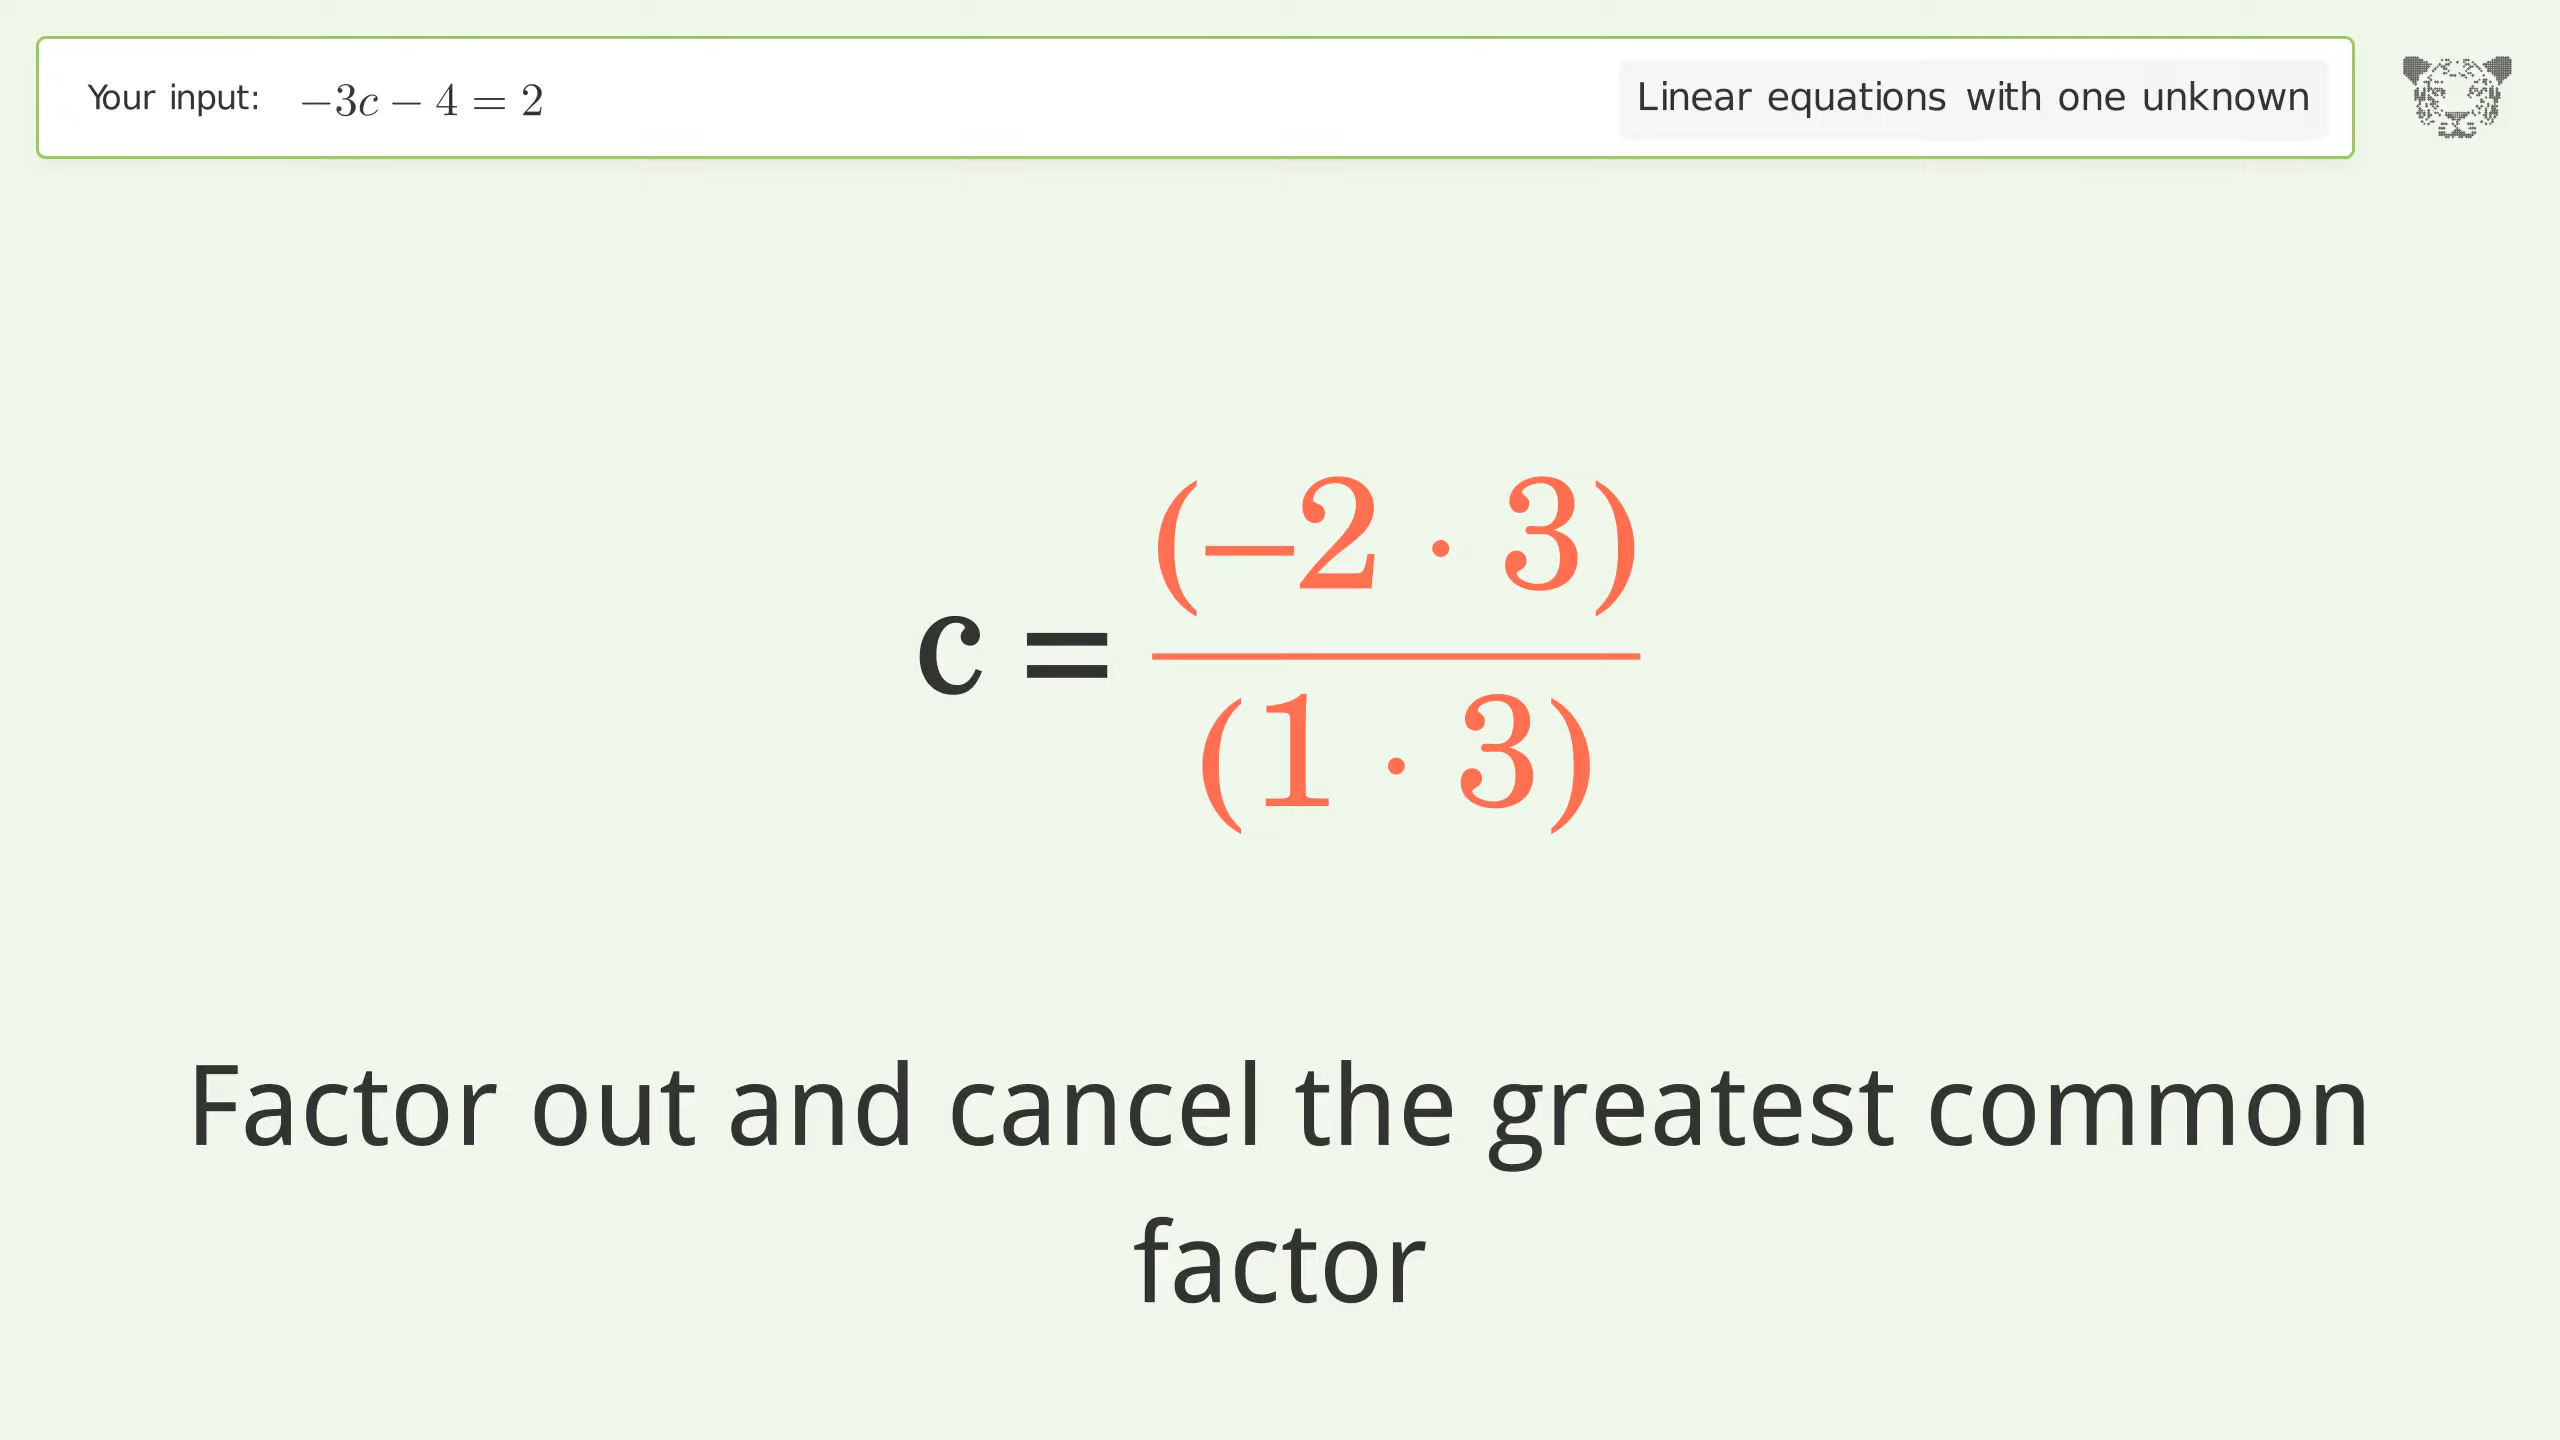 Your input: −3c − 4 = 2
Linear equations with one unknown
c = (−2 · 3) / (1 · 3)
Factor out and cancel the greatest common
factor